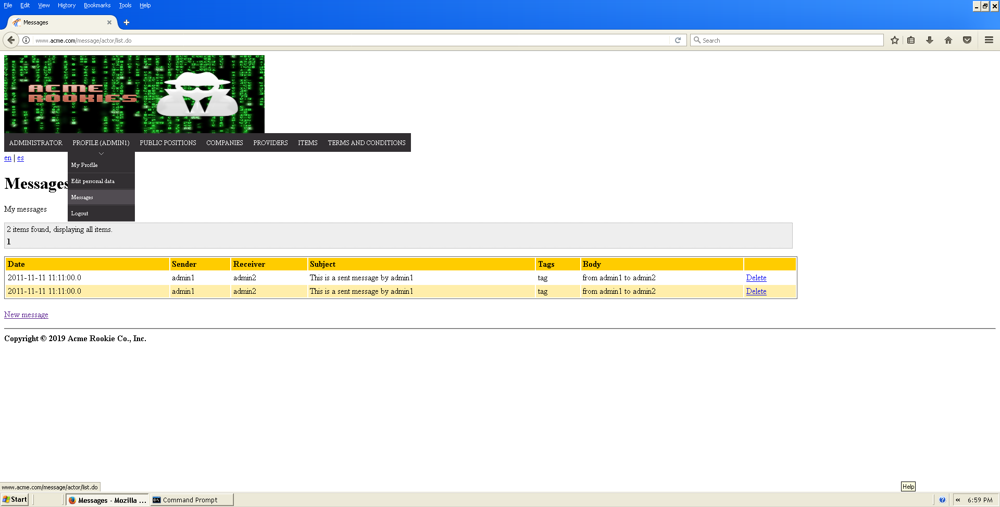 File Edit View History Bookmarks Tools Help
Messages
www.acme.com/message/actor/list.do
Search
ACME
ROOKIES
ADMINISTRATOR PROFILE (ADMIN1) PUBLIC POSITIONS COMPANIES PROVIDERS ITEMS TERMS AND CONDITIONS
en | es
My Profile
Edit personal data
Messages
Logout
Messages
My messages
2 items found, displaying all items.
1
Date Sender Receiver Subject Tags Body
2011-11-11 11:11:00.0 admin1 admin2 This is a sent message by admin1 tag from admin1 to admin2 Delete
2011-11-11 11:11:00.0 admin1 admin2 This is a sent message by admin1 tag from admin1 to admin2 Delete
New message
Copyright © 2019 Acme Rookie Co., Inc.
www.acme.com/message/actor/list.do
Help
Start Messages - Mozilla ... Command Prompt « 6:59 PM